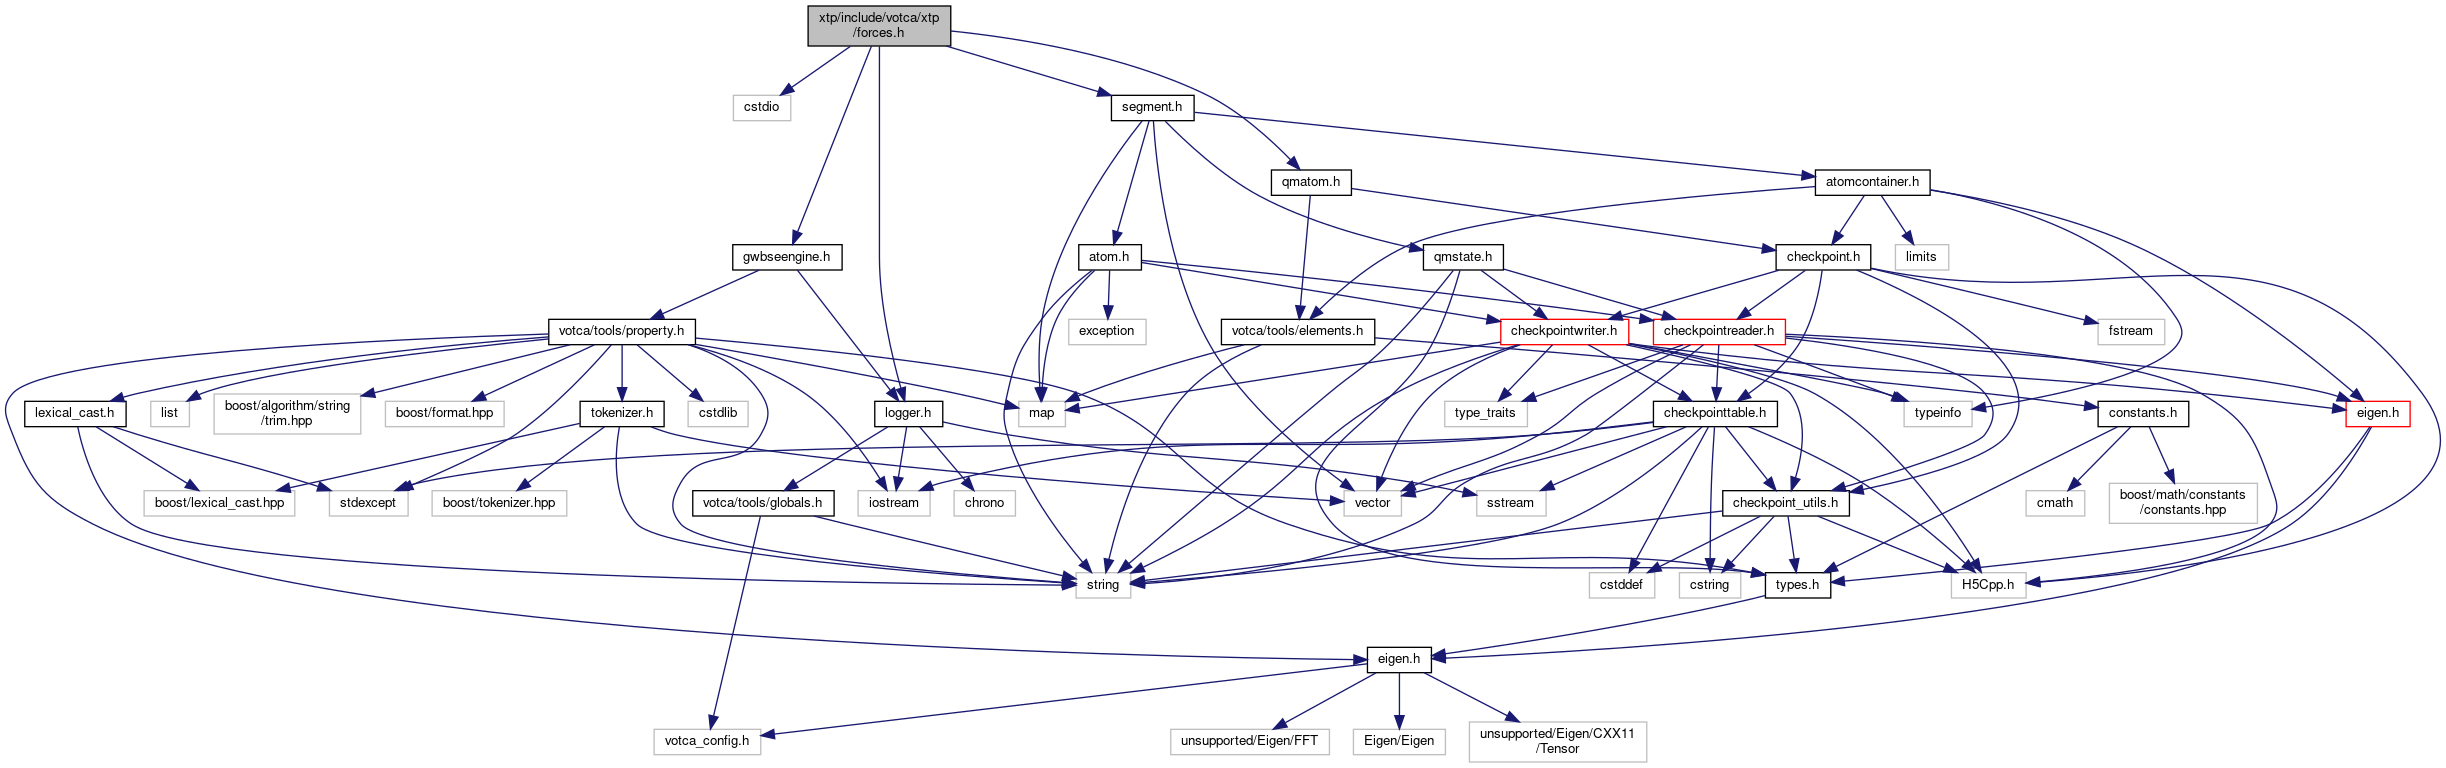 xtp/include/votca/xtp
/forces.h
cstdio
segment.h
qmatom.h
atomcontainer.h
gwbseengine.h
atom.h
qmstate.h
checkpoint.h
limits
votca/tools/property.h
exception
votca/tools/elements.h
checkpointwriter.h
checkpointreader.h
fstream
lexical_cast.h
list
boost/algorithm/string
/trim.hpp
boost/format.hpp
tokenizer.h
cstdlib
logger.h
map
type_traits
checkpointtable.h
typeinfo
constants.h
eigen.h
boost/lexical_cast.hpp
stdexcept
boost/tokenizer.hpp
votca/tools/globals.h
iostream
chrono
vector
sstream
checkpoint_utils.h
cmath
boost/math/constants
/constants.hpp
string
cstddef
cstring
types.h
H5Cpp.h
eigen.h
votca_config.h
unsupported/Eigen/FFT
Eigen/Eigen
unsupported/Eigen/CXX11
/Tensor